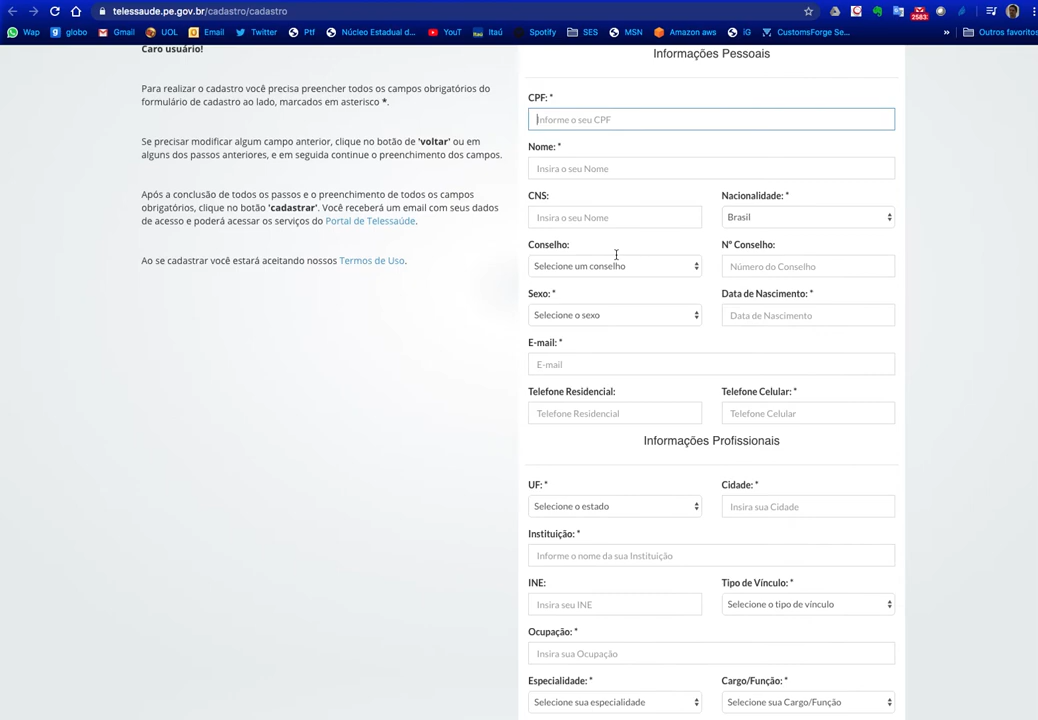 telessaude.pe.gov.br/cadastro/cadastro
2583
Wap globo Gmail UOL Email Twitter Ptf Núcleo Estadual d... YouT Itaú Spotify SES MSN Amazon aws iG CustomsForge Se... » Outros favoritos
Caro usuário!
Para realizar o cadastro você precisa preencher todos os campos obrigatórios do
formulário de cadastro ao lado, marcados em asterisco *.
Se precisar modificar algum campo anterior, clique no botão de 'voltar' ou em
alguns dos passos anteriores, e em seguida continue o preenchimento dos campos.
Após a conclusão de todos os passos e o preenchimento de todos os campos
obrigatórios, clique no botão 'cadastrar'. Você receberá um email com seus dados
de acesso e poderá acessar os serviços do Portal de Telessaúde.
Ao se cadastrar você estará aceitando nossos Termos de Uso.
Informações Pessoais
CPF: *
Informe o seu CPF
Nome: *
Insira o seu Nome
CNS: Nacionalidade: *
Insira o seu Nome Brasil
Conselho: Nº Conselho:
Selecione um conselho Número do Conselho
Sexo: * Data de Nascimento: *
Selecione o sexo Data de Nascimento
E-mail: *
E-mail
Telefone Residencial: Telefone Celular: *
Telefone Residencial Telefone Celular
Informações Profissionais
UF: * Cidade: *
Selecione o estado Insira sua Cidade
Instituição: *
Informe o nome da sua Instituição
INE: Tipo de Vínculo: *
Insira seu INE Selecione o tipo de vínculo
Ocupação: *
Insira sua Ocupação
Especialidade: * Cargo/Função: *
Selecione sua especialidade Selecione sua Cargo/Função